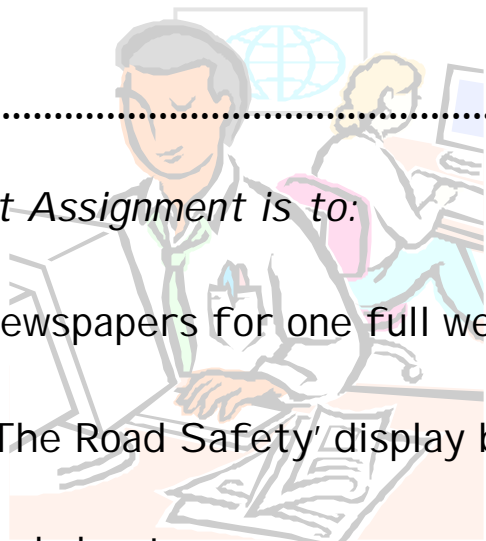 ........................................................
t Assignment is to:
ewspapers for one full we
The Road Safety' display b